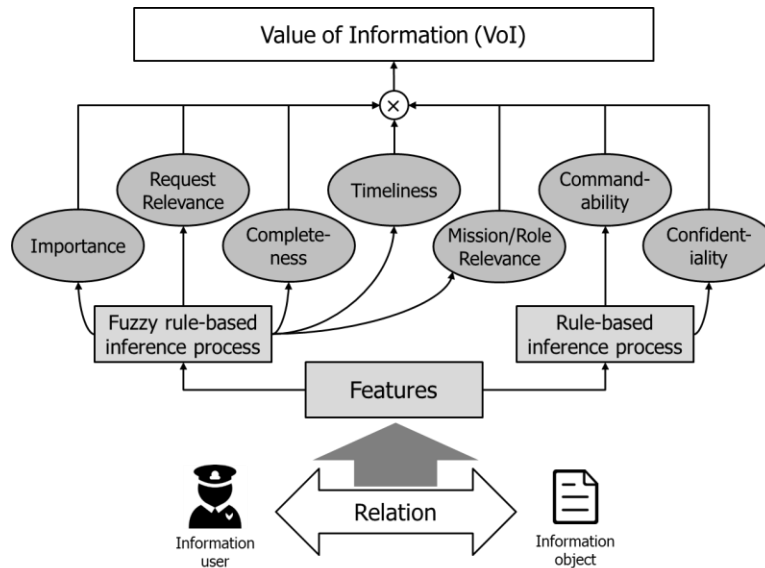 Value of Information (VoI)
×
Request
Relevance
Timeliness
Command-
ability
Importance
Complete-
ness
Mission/Role
Relevance
Confident-
iality
Fuzzy rule-based
inference process
Rule-based
inference process
Features
Relation
Information
user
Information
object